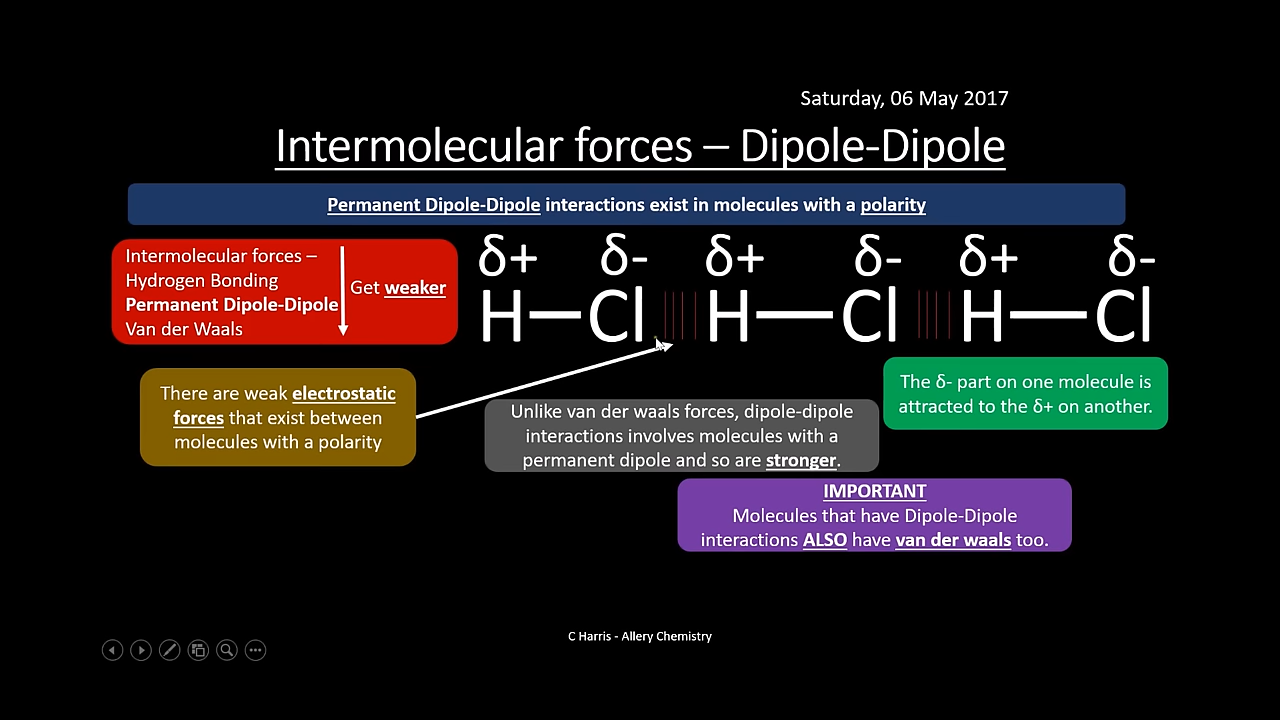 Saturday, 06 May 2017
Intermolecular forces – Dipole-Dipole
Permanent Dipole-Dipole interactions exist in molecules with a polarity
Intermolecular forces –
Hydrogen Bonding
Permanent Dipole-Dipole
Van der Waals
Get weaker
δ+ δ- δ+ δ- δ+ δ-
H Cl H Cl H Cl
There are weak electrostatic
forces that exist between
molecules with a polarity
Unlike van der waals forces, dipole-dipole
interactions involves molecules with a
permanent dipole and so are stronger.
The δ- part on one molecule is
attracted to the δ+ on another.
IMPORTANT
Molecules that have Dipole-Dipole
interactions ALSO have van der waals too.
C Harris - Allery Chemistry